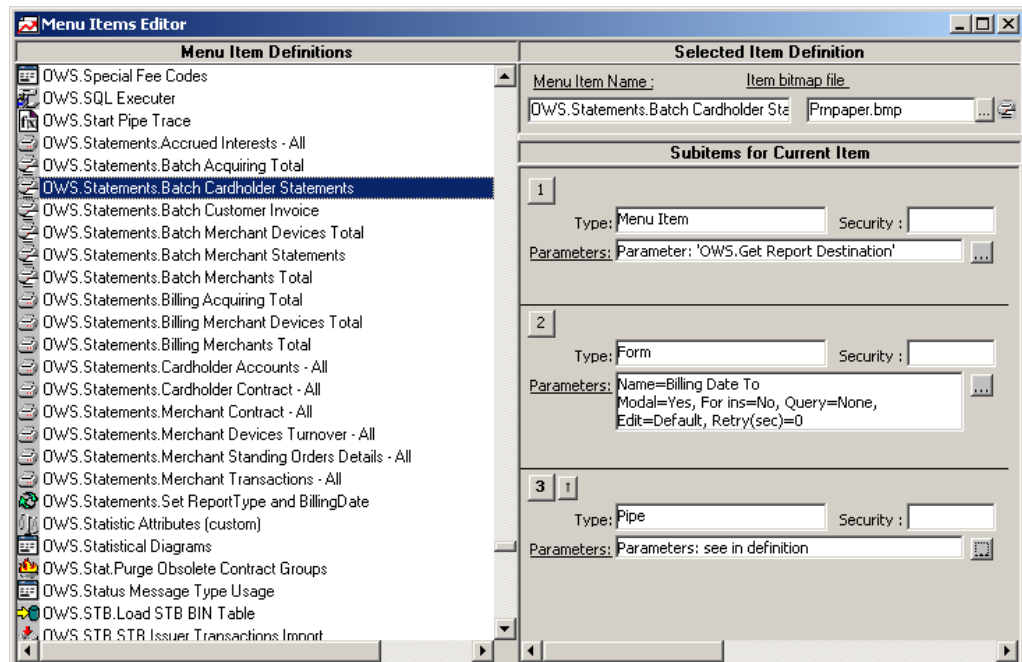 Menu Items Editor
Menu Item Definitions
OWS.Special Fee Codes
OWS.SQL Executer
OWS.Start Pipe Trace
OWS.Statements.Accrued Interests - All
OWS.Statements.Batch Acquiring Total
OWS.Statements.Batch Cardholder Statements
OWS.Statements.Batch Customer Invoice
OWS.Statements.Batch Merchant Devices Total
OWS.Statements.Batch Merchant Statements
OWS.Statements.Batch Merchants Total
OWS.Statements.Billing Acquiring Total
OWS.Statements.Billing Merchant Devices Total
OWS.Statements.Billing Merchants Total
OWS.Statements.Cardholder Accounts - All
OWS.Statements.Cardholder Contract - All
OWS.Statements.Merchant Contract - All
OWS.Statements.Merchant Devices Turnover - All
OWS.Statements.Merchant Standing Orders Details - All
OWS.Statements.Merchant Transactions - All
OWS.Statements.Set ReportType and BillingDate
OWS.Statistic Attributes (custom)
OWS.Statistical Diagrams
OWS.Stat.Purge Obsolete Contract Groups
OWS.Status Message Type Usage
OWS.STB.Load STB BIN Table
OWS.STB.STB Issuer Transactions Import
Selected Item Definition
Menu Item Name : Item bitmap file
OWS.Statements.Batch Cardholder Sta Prnpaper.bmp ...
Subitems for Current Item
1
Type: Menu Item Security :
Parameters: Parameter: 'OWS.Get Report Destination' ...
2
Type: Form Security :
Parameters: Name=Billing Date To ...
Modal=Yes, For ins=No, Query=None,
Edit=Default, Retry(sec)=0
3
Type: Pipe Security :
Parameters: Parameters: see in definition ...